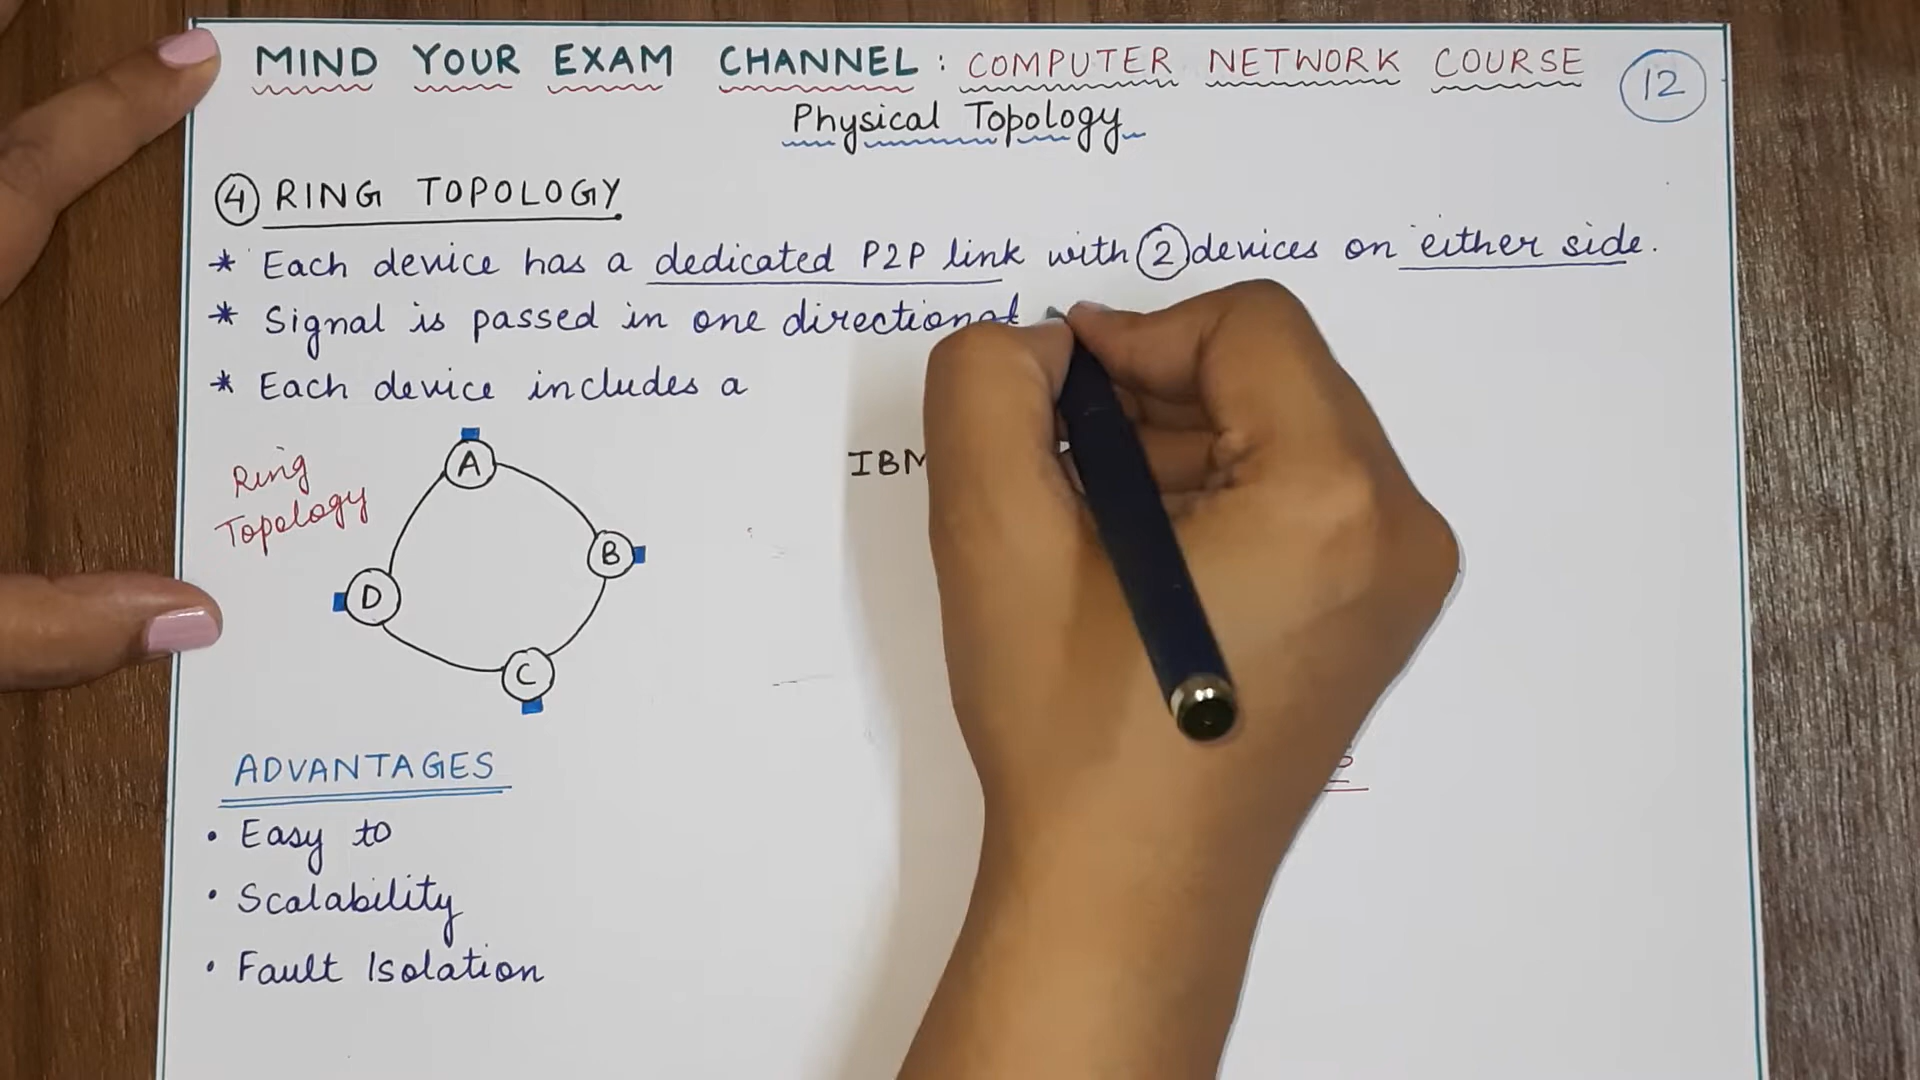 MIND YOUR EXAM CHANNEL : COMPUTER NETWORK COURSE
12
Physical Topology
4 RING TOPOLOGY
* Each device has a dedicated P2P link with 2 devices on either side.
* Signal is passed in one directional
* Each device includes a
Ring Topology
A
B
C
D
IBM
ADVANTAGES
• Easy to
• Scalability
• Fault Isolation